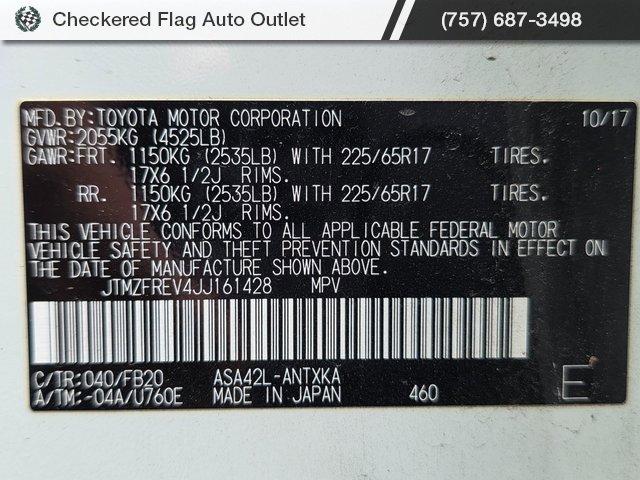 Checkered Flag Auto Outlet (757) 687-3498
MFD.BY:TOYOTA MOTOR CORPORATION 10/17
GVWR:2055KG (4525LB)
GAWR:FRT. 1150KG (2535LB) WITH 225/65R17 TIRES.
17X6 1/2J RIMS.
RR. 1150KG (2535LB) WITH 225/65R17 TIRES.
17X6 1/2J RIMS.
THIS VEHICLE CONFORMS TO ALL APPLICABLE FEDERAL MOTOR
VEHICLE SAFETY AND THEFT PREVENTION STANDARDS IN EFFECT ON
THE DATE OF MANUFACTURE SHOWN ABOVE.
JTMZFREV4JJ161428 MPV
C/TR:040/FB20 ASA42L-ANTXKA E
A/TM:-04A/U760E MADE IN JAPAN 460